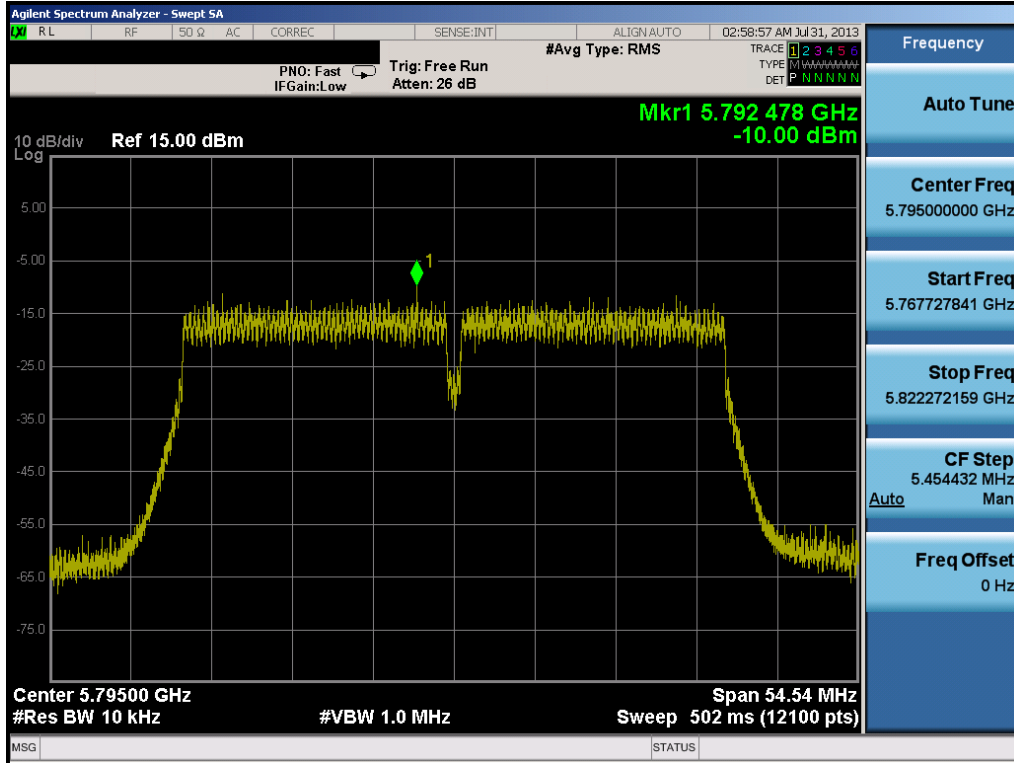 Agilent Spectrum Analyzer - Swept SA
LXI RL RF 50 Ω AC CORREC SENSE:INT ALIGN AUTO 02:58:57 AM Jul 31, 2013
#Avg Type: RMS TRACE 1 2 3 4 5 6
PNO: Fast Trig: Free Run TYPE M
IFGain:Low Atten: 26 dB DET P N N N N N
Mkr1 5.792 478 GHz
-10.00 dBm
10 dB/div Ref 15.00 dBm
Log
5.00
-5.00
1
-15.0
-25.0
-35.0
-45.0
-55.0
-65.0
-75.0
Center 5.79500 GHz Span 54.54 MHz
#Res BW 10 kHz #VBW 1.0 MHz Sweep 502 ms (12100 pts)
MSG STATUS
Frequency
Auto Tune
Center Freq
5.795000000 GHz
Start Freq
5.767727841 GHz
Stop Freq
5.822272159 GHz
CF Step
5.454432 MHz
Auto Man
Freq Offset
0 Hz